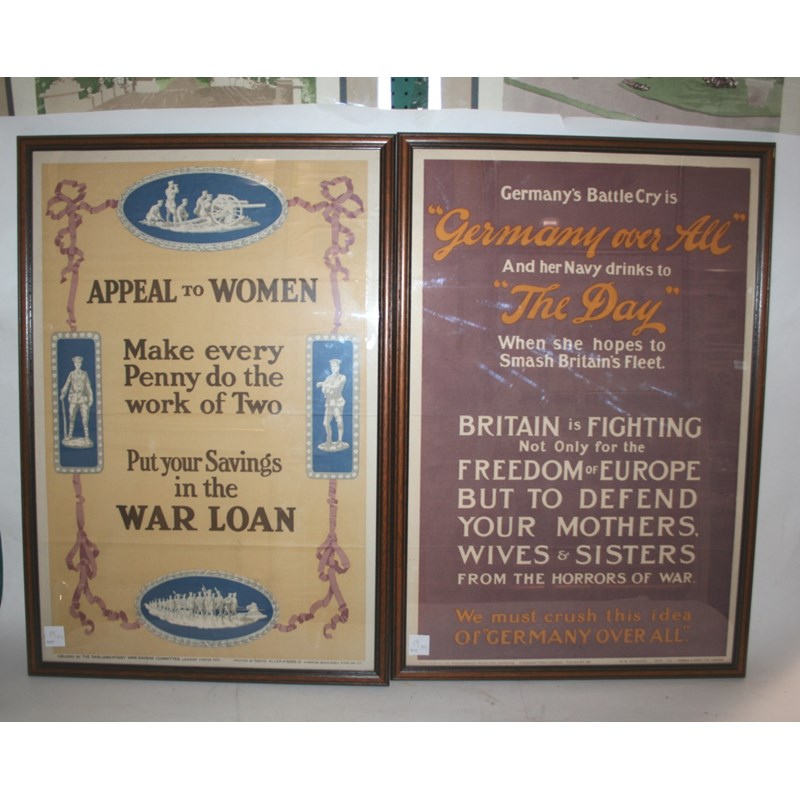 APPEAL TO WOMEN
Make every
Penny do the
work of Two
Put your Savings
in the
WAR LOAN
Germany's Battle Cry is
"Germany over All"
And her Navy drinks to
"The Day"
When she hopes to
Smash Britain's Fleet.
BRITAIN is FIGHTING
Not Only for the
FREEDOM OF EUROPE
BUT TO DEFEND
YOUR MOTHERS,
WIVES & SISTERS
FROM THE HORRORS OF WAR.
We must crush this idea
OF "GERMANY OVER ALL."